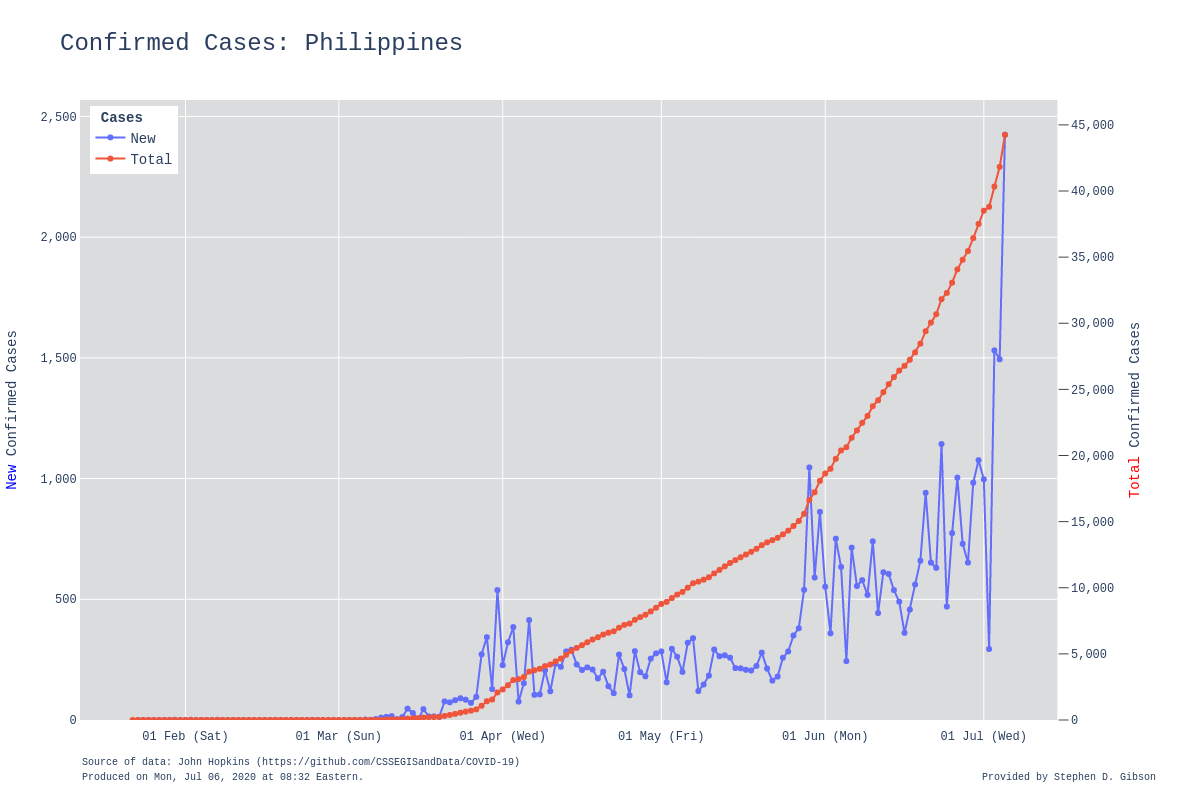 Confirmed Cases: Philippines
Cases
New
Total
2,500
2,000
1,500
1,000
500
0
45,000
40,000
35,000
30,000
25,000
20,000
15,000
10,000
5,000
0
New Confirmed Cases
Total Confirmed Cases
01 Feb (Sat)
01 Mar (Sun)
01 Apr (Wed)
01 May (Fri)
01 Jun (Mon)
01 Jul (Wed)
Source of data: John Hopkins (https://github.com/CSSEGISandData/COVID-19)
Produced on Mon, Jul 06, 2020 at 08:32 Eastern.
Provided by Stephen D. Gibson